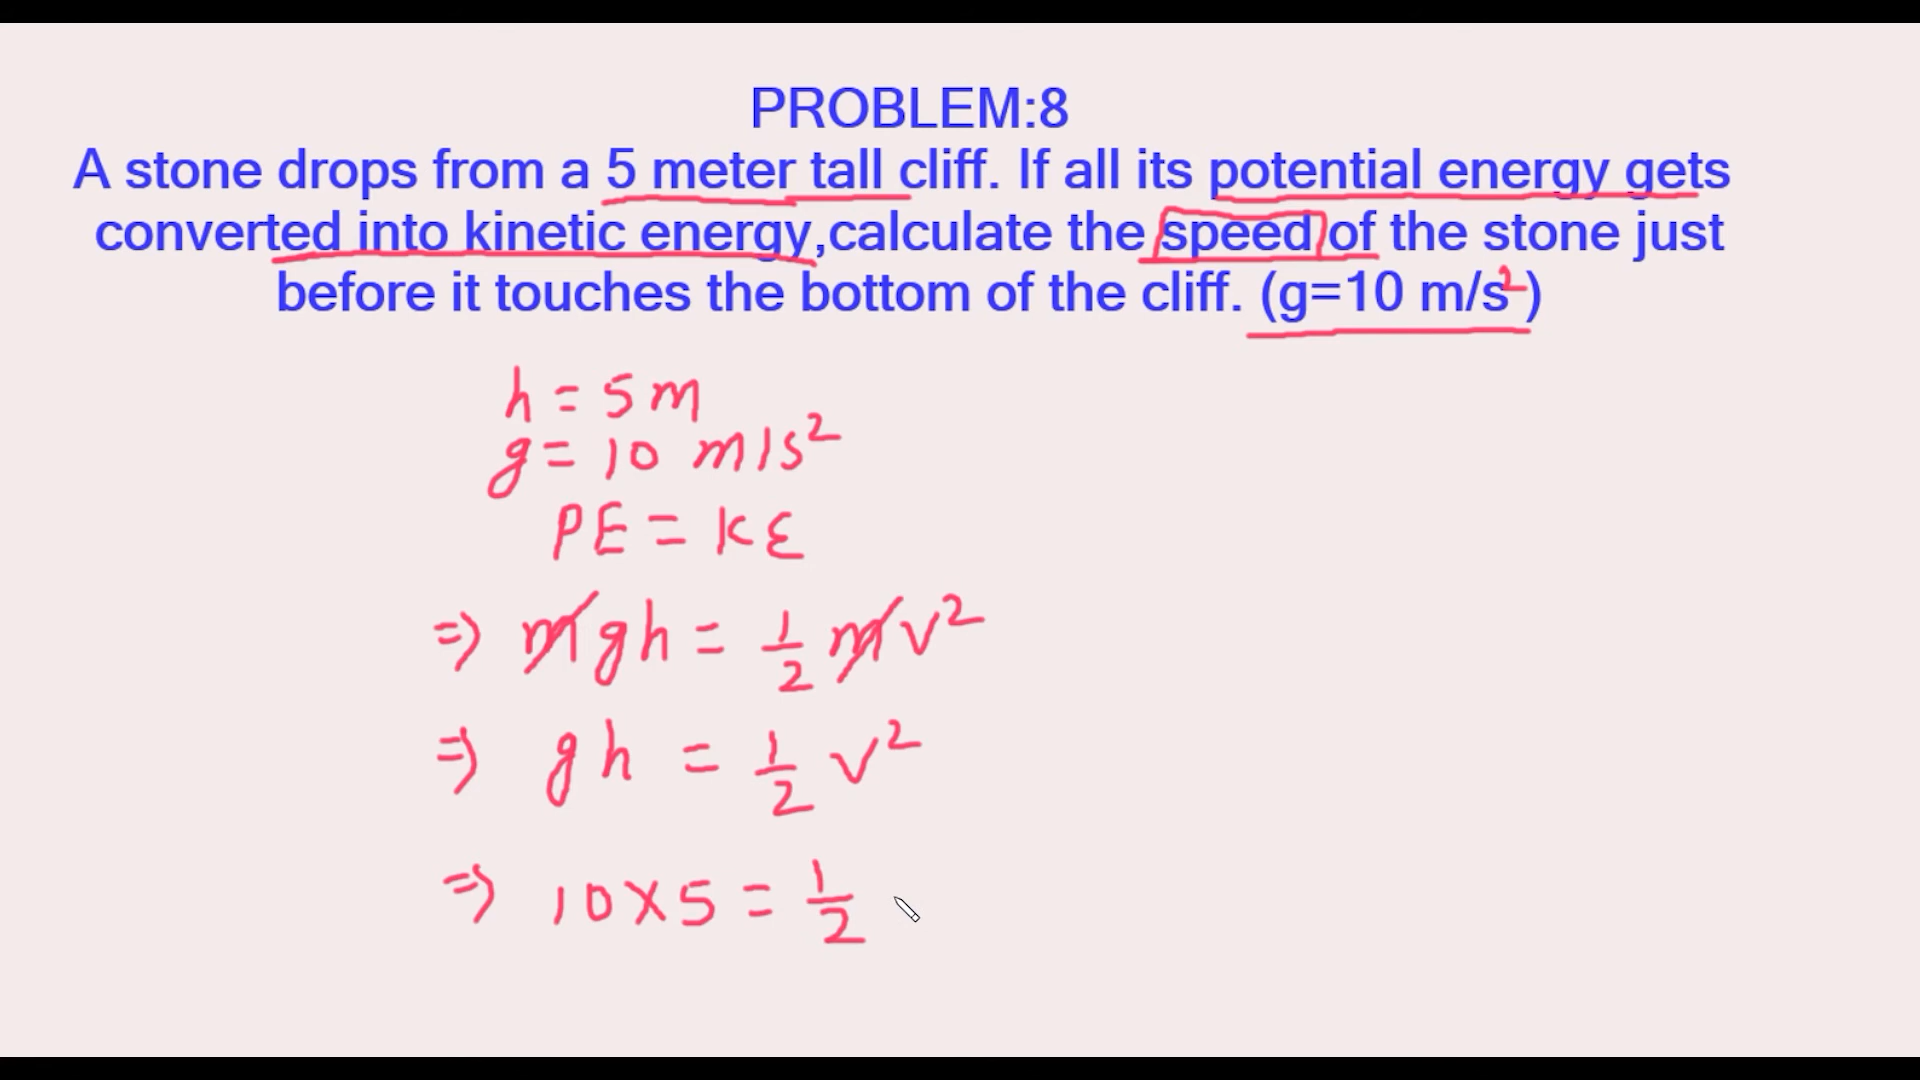 PROBLEM:8
A stone drops from a 5 meter tall cliff. If all its potential energy gets
converted into kinetic energy,calculate the speed of the stone just
before it touches the bottom of the cliff. (g=10 m/s²)
h = 5m
g = 10 m/s²
PE = KE
⇒ mgh = 1/2 mv²
⇒ gh = 1/2 v²
⇒ 10×5 = 1/2